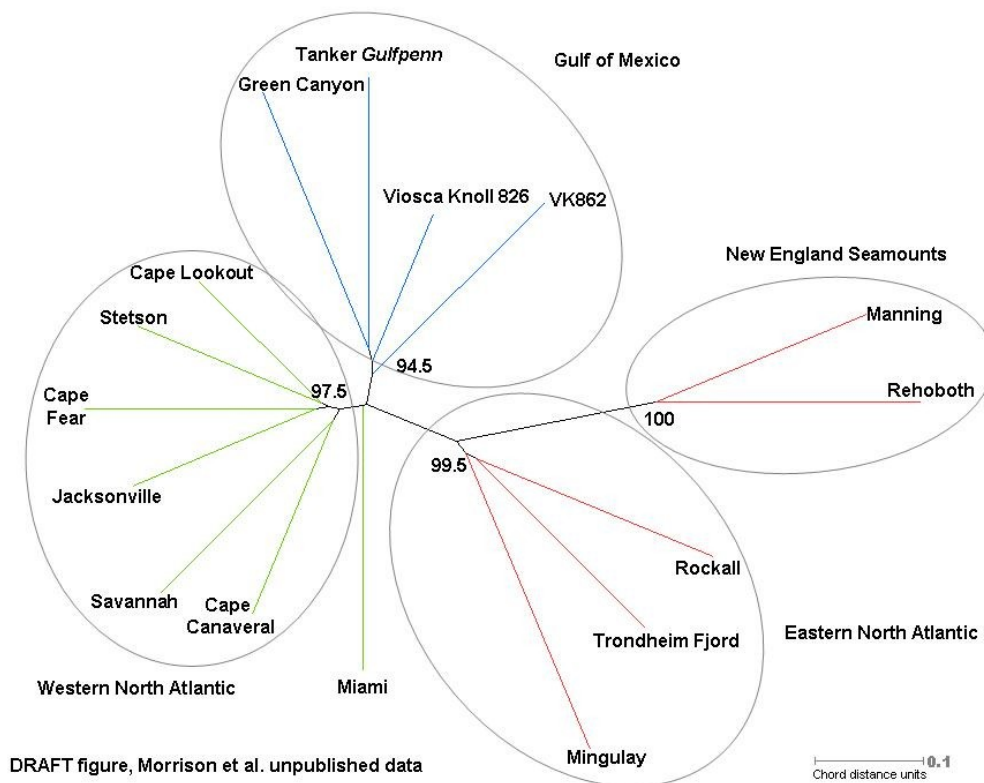 Tanker Gulfpenn
Gulf of Mexico
Green Canyon
Viosca Knoll 826
VK862
New England Seamounts
Cape Lookout
Manning
Stetson
94.5
97.5
Cape
Fear
Rehoboth
100
99.5
Jacksonville
Rockall
Savannah
Cape
Canaveral
Trondheim Fjord
Eastern North Atlantic
Western North Atlantic
Miami
Mingulay
DRAFT figure, Morrison et al. unpublished data
0.1
Chord distance units